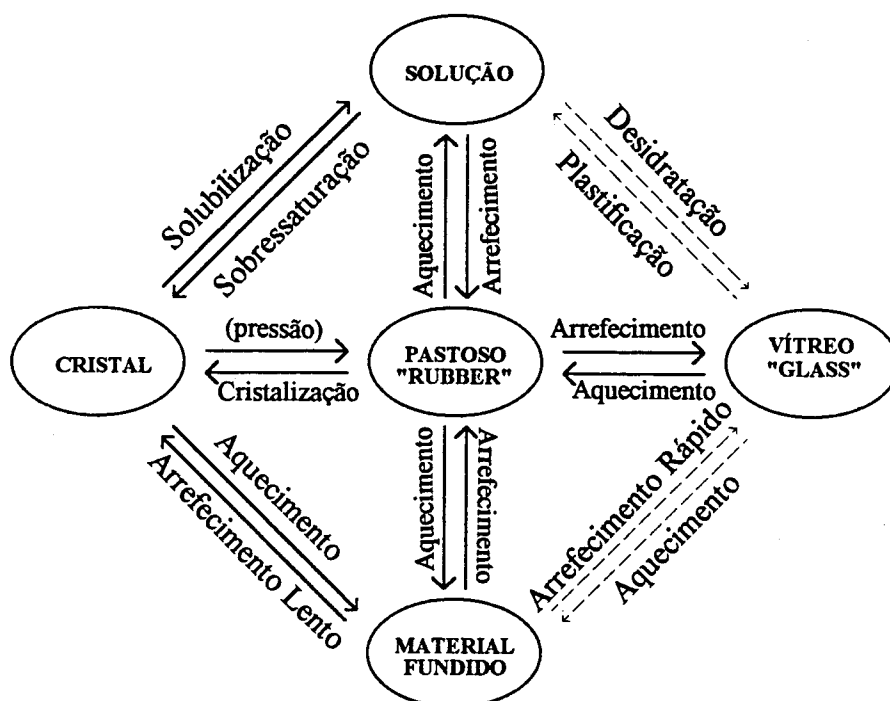 SOLUÇÃO
Solubilização
Sobressaturação
Aquecimento
Arrefecimento
Desidratação
Plastificação
CRISTAL
(pressão)
Cristalização
PASTOSO
"RUBBER"
Arrefecimento
Aquecimento
VÍTREO
"GLASS"
Aquecimento
Arrefecimento Lento
Aquecimento
Arrefecimento
Arrefecimento Rápido
Aquecimento
MATERIAL
FUNDIDO